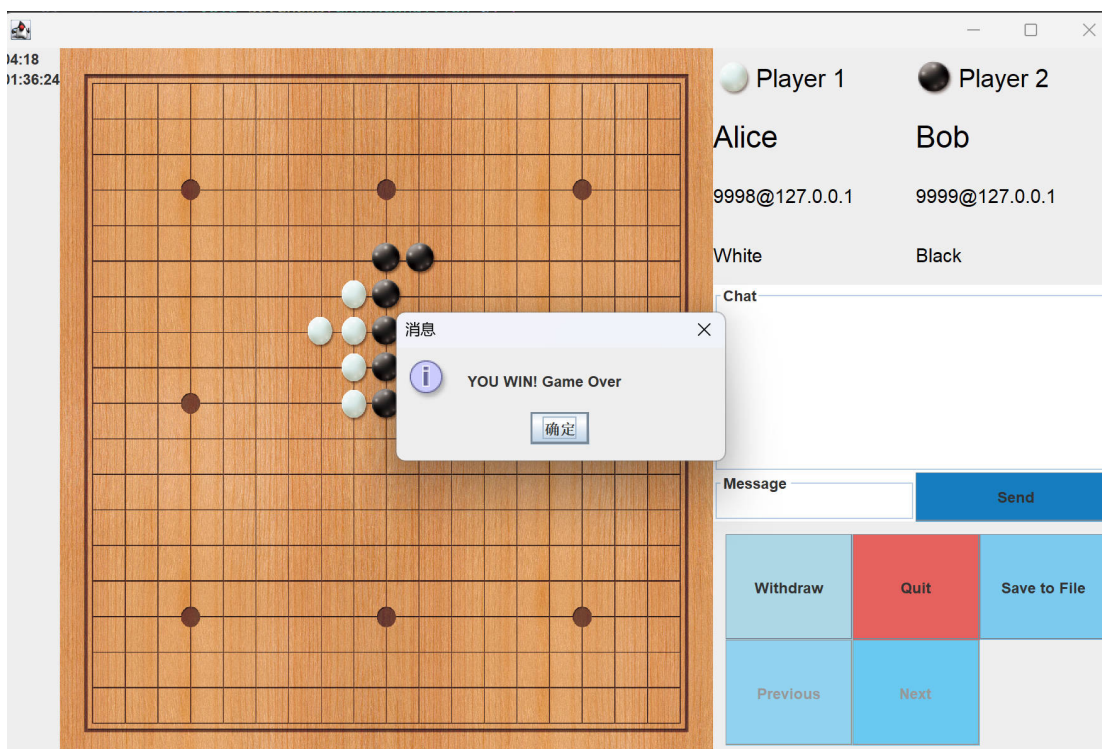 04:18
01:36:24
Player 1
Player 2
Alice
Bob
9998@127.0.0.1
9999@127.0.0.1
White
Black
Chat
消息
YOU WIN! Game Over
确定
Message
Send
Withdraw
Quit
Save to File
Previous
Next